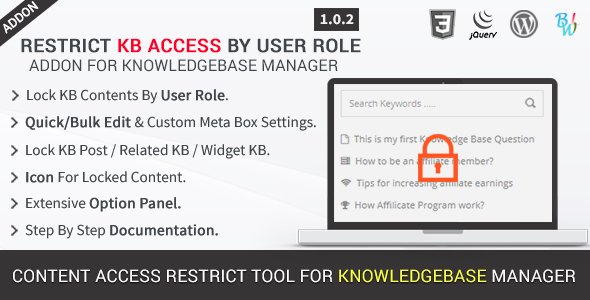 ADDON
1.0.2
RESTRICT KB ACCESS BY USER ROLE
ADDON FOR KNOWLEDGEBASE MANAGER
Lock KB Contents By User Role.
Quick/Bulk Edit & Custom Meta Box Settings.
Lock KB Post / Related KB / Widget KB.
Icon For Locked Content.
Extensive Option Panel.
Step By Step Documentation.
3
jQuery
W
BW
Search Keywords .....
This is my first Knowledge Base Question
How to be an affiliate member?
Tips for increasing affilate earnings
How Affilicate Program work?
CONTENT ACCESS RESTRICT TOOL FOR KNOWLEDGEBASE MANAGER